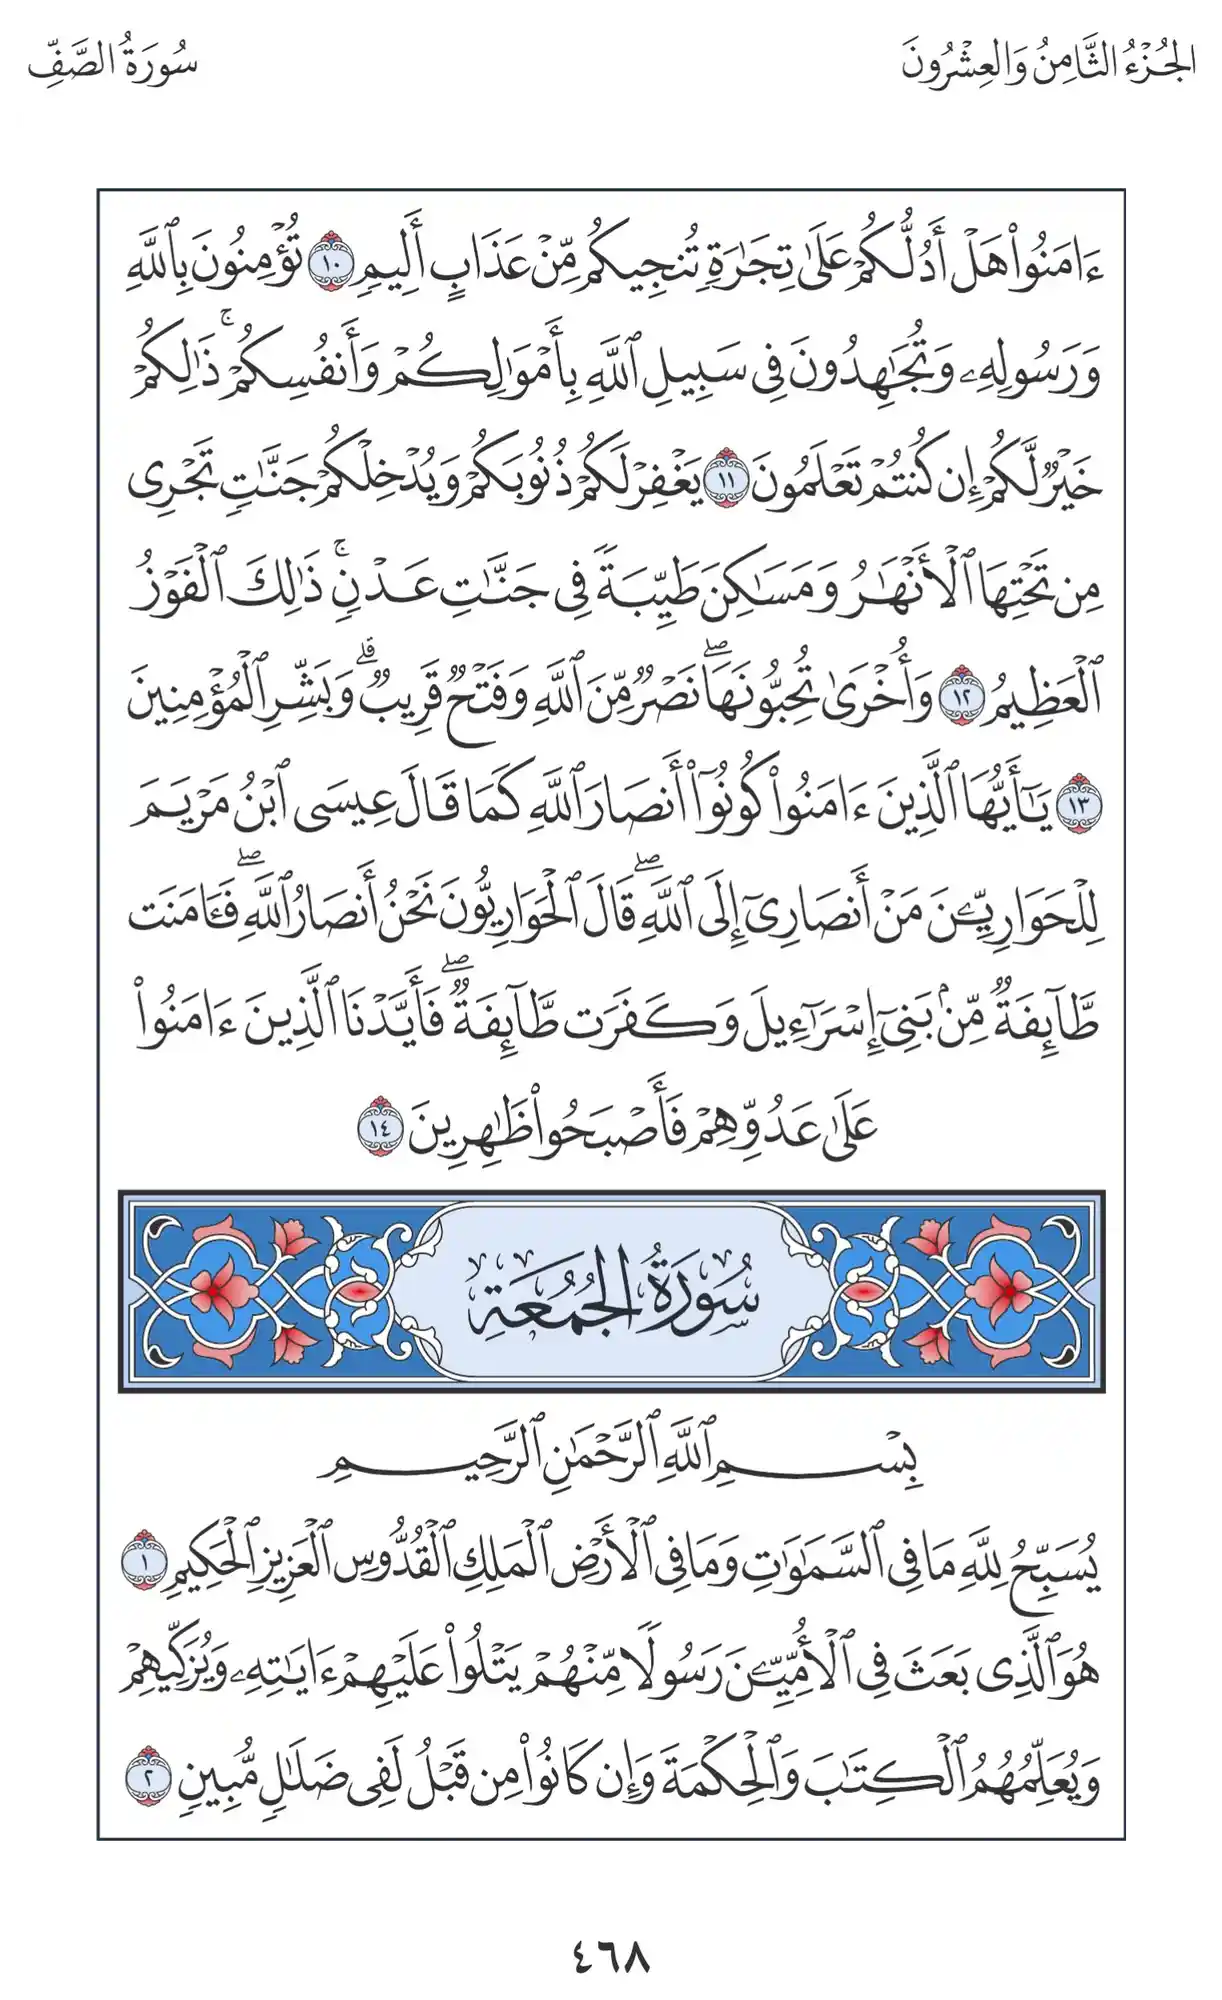 الجُزْءُ الثَّامِنُ وَالعِشْرُونَ
سُورَةُ الصَّفِّ
ءَامَنُواْ هَلْ أَدُلُّكُمْ عَلَىٰ تِجَٰرَةٍ تُنجِيكُم مِّنْ عَذَابٍ أَلِيمٍ ١٠ تُؤْمِنُونَ بِٱللَّهِ
وَرَسُولِهِۦ وَتُجَٰهِدُونَ فِى سَبِيلِ ٱللَّهِ بِأَمْوَٰلِكُمْ وَأَنفُسِكُمْۚ ذَٰلِكُمْ
خَيْرٌ لَّكُمْ إِن كُنتُمْ تَعْلَمُونَ ١١ يَغْفِرْ لَكُمْ ذُنُوبَكُمْ وَيُدْخِلْكُمْ جَنَّٰتٍ تَجْرِى
مِن تَحْتِهَا ٱلْأَنْهَٰرُ وَمَسَٰكِنَ طَيِّبَةً فِى جَنَّٰتِ عَدْنٍۚ ذَٰلِكَ ٱلْفَوْزُ
ٱلْعَظِيمُ ١٢ وَأُخْرَىٰ تُحِبُّونَهَاۖ نَصْرٌ مِّنَ ٱللَّهِ وَفَتْحٌ قَرِيبٌۗ وَبَشِّرِ ٱلْمُؤْمِنِينَ
١٣ يَٰٓأَيُّهَا ٱلَّذِينَ ءَامَنُواْ كُونُوٓاْ أَنصَارَ ٱللَّهِ كَمَا قَالَ عِيسَى ٱبْنُ مَرْيَمَ
لِلْحَوَارِيِّۦنَ مَنْ أَنصَارِىٓ إِلَى ٱللَّهِۖ قَالَ ٱلْحَوَارِيُّونَ نَحْنُ أَنصَارُ ٱللَّهِۖ فَـَٔامَنَت
طَّآئِفَةٌ مِّنۢ بَنِىٓ إِسْرَٰٓءِيلَ وَكَفَرَت طَّآئِفَةٌۖ فَأَيَّدْنَا ٱلَّذِينَ ءَامَنُواْ
عَلَىٰ عَدُوِّهِمْ فَأَصْبَحُواْ ظَٰهِرِينَ ١٤
سُورَةُ الجُمُعَةِ
بِسْمِ ٱللَّهِ ٱلرَّحْمَٰنِ ٱلرَّحِيمِ
يُسَبِّحُ لِلَّهِ مَا فِى ٱلسَّمَٰوَٰتِ وَمَا فِى ٱلْأَرْضِ ٱلْمَلِكِ ٱلْقُدُّوسِ ٱلْعَزِيزِ ٱلْحَكِيمِ ١
هُوَ ٱلَّذِى بَعَثَ فِى ٱلْأُمِّيِّۦنَ رَسُولًا مِّنْهُمْ يَتْلُواْ عَلَيْهِمْ ءَايَٰتِهِۦ وَيُزَكِّيهِمْ
وَيُعَلِّمُهُمُ ٱلْكِتَٰبَ وَٱلْحِكْمَةَ وَإِن كَانُواْ مِن قَبْلُ لَفِى ضَلَٰلٍ مُّبِينٍ ٢
٤٦٨